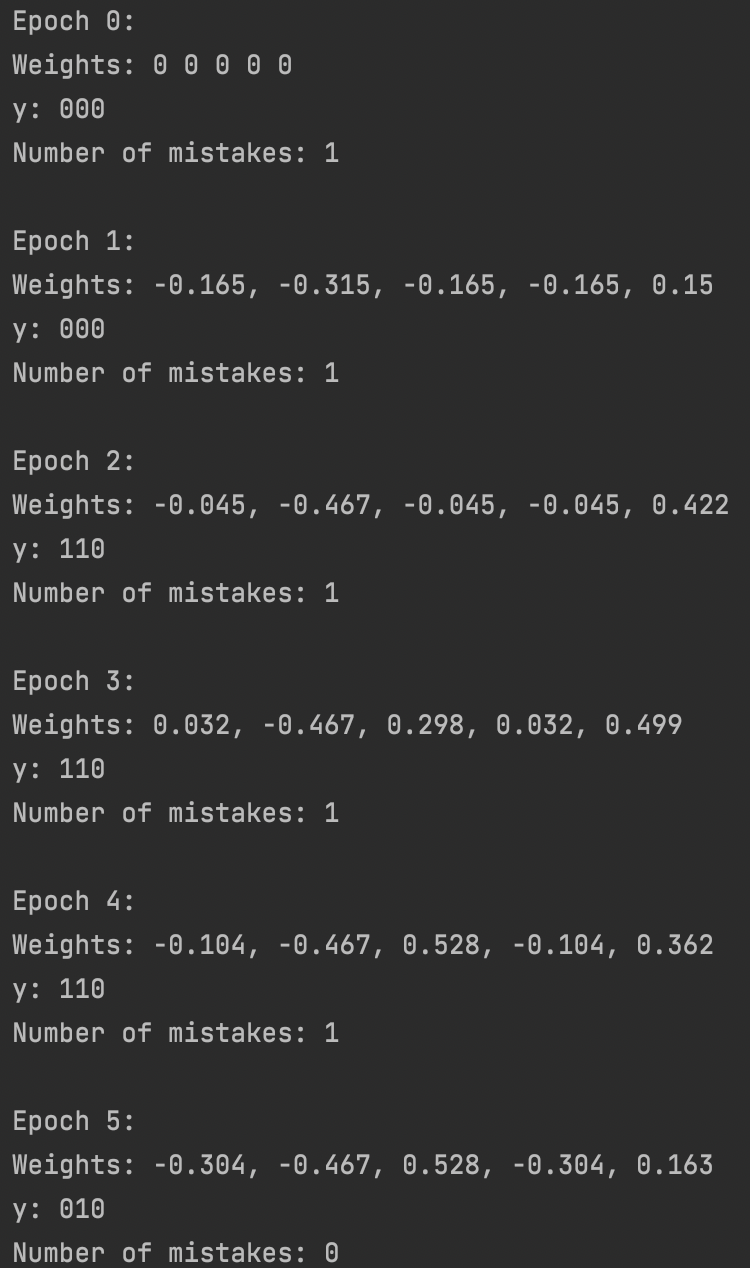 Epoch 0:
Weights: 0 0 0 0 0
y: 000
Number of mistakes: 1
Epoch 1:
Weights: -0.165, -0.315, -0.165, -0.165, 0.15
y: 000
Number of mistakes: 1
Epoch 2:
Weights: -0.045, -0.467, -0.045, -0.045, 0.422
y: 110
Number of mistakes: 1
Epoch 3:
Weights: 0.032, -0.467, 0.298, 0.032, 0.499
y: 110
Number of mistakes: 1
Epoch 4:
Weights: -0.104, -0.467, 0.528, -0.104, 0.362
y: 110
Number of mistakes: 1
Epoch 5:
Weights: -0.304, -0.467, 0.528, -0.304, 0.163
y: 010
Number of mistakes: 0